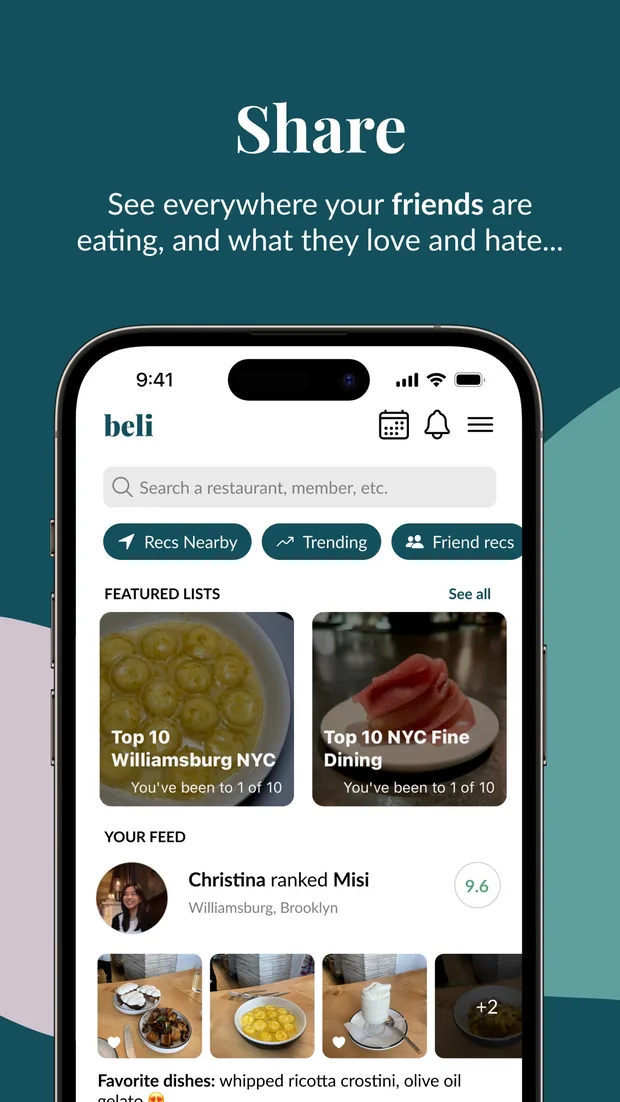 Share
See everywhere your friends are
eating, and what they love and hate...
9:41
beli
Search a restaurant, member, etc.
Recs Nearby
Trending
Friend recs
FEATURED LISTS
See all
Top 10
Williamsburg NYC
You've been to 1 of 10
Top 10 NYC Fine
Dining
You've been to 1 of 10
YOUR FEED
Christina ranked Misi
9.6
Williamsburg, Brooklyn
+2
Favorite dishes: whipped ricotta crostini, olive oil
gelato 😍